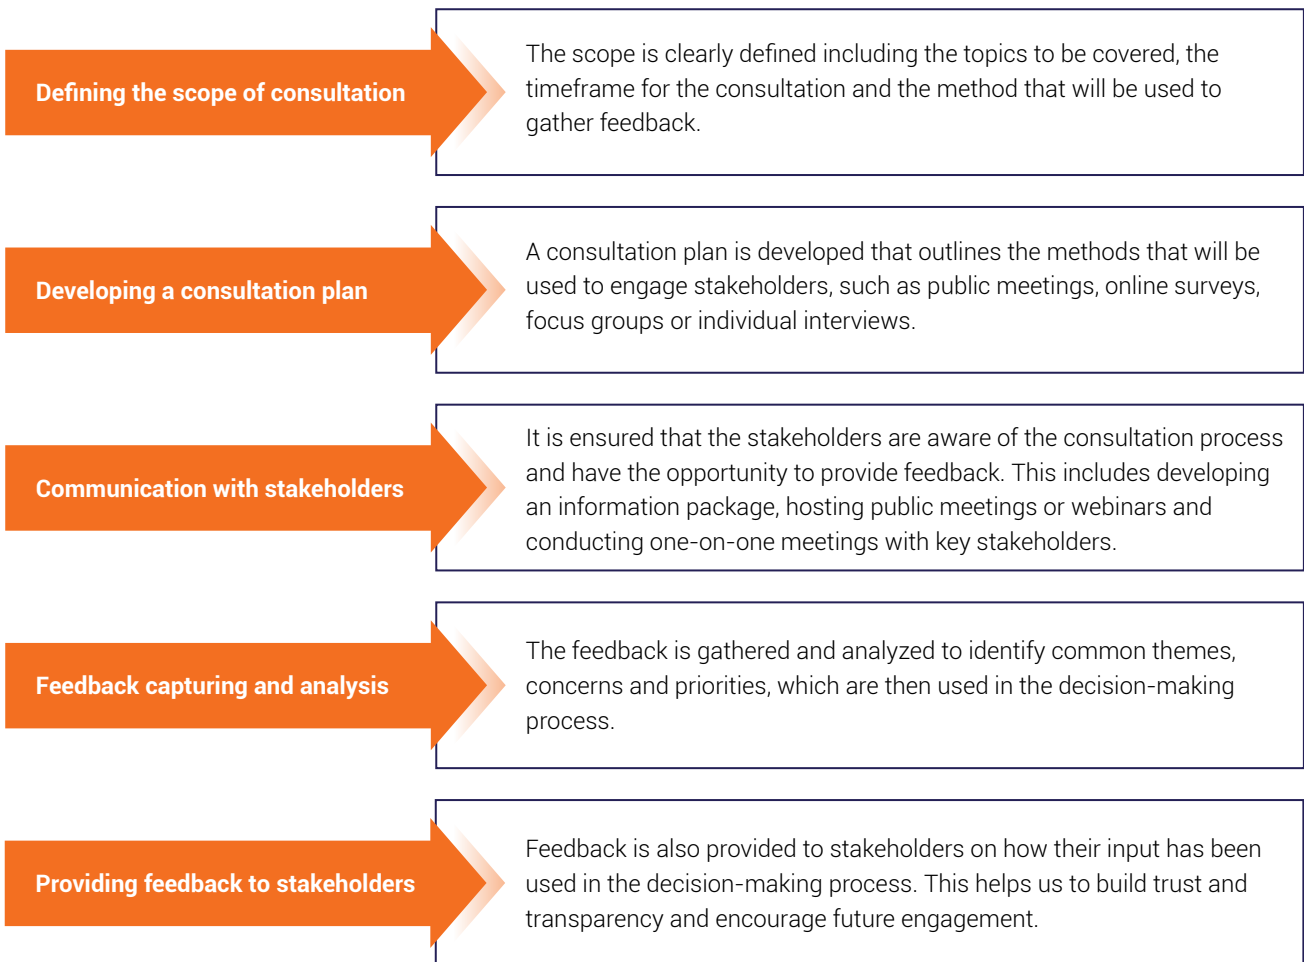 Defining the scope of consultation
The scope is clearly defined including the topics to be covered, the
timeframe for the consultation and the method that will be used to
gather feedback.
Developing a consultation plan
A consultation plan is developed that outlines the methods that will be
used to engage stakeholders, such as public meetings, online surveys,
focus groups or individual interviews.
Communication with stakeholders
It is ensured that the stakeholders are aware of the consultation process
and have the opportunity to provide feedback. This includes developing
an information package, hosting public meetings or webinars and
conducting one-on-one meetings with key stakeholders.
Feedback capturing and analysis
The feedback is gathered and analyzed to identify common themes,
concerns and priorities, which are then used in the decision-making
process.
Providing feedback to stakeholders
Feedback is also provided to stakeholders on how their input has been
used in the decision-making process. This helps us to build trust and
transparency and encourage future engagement.